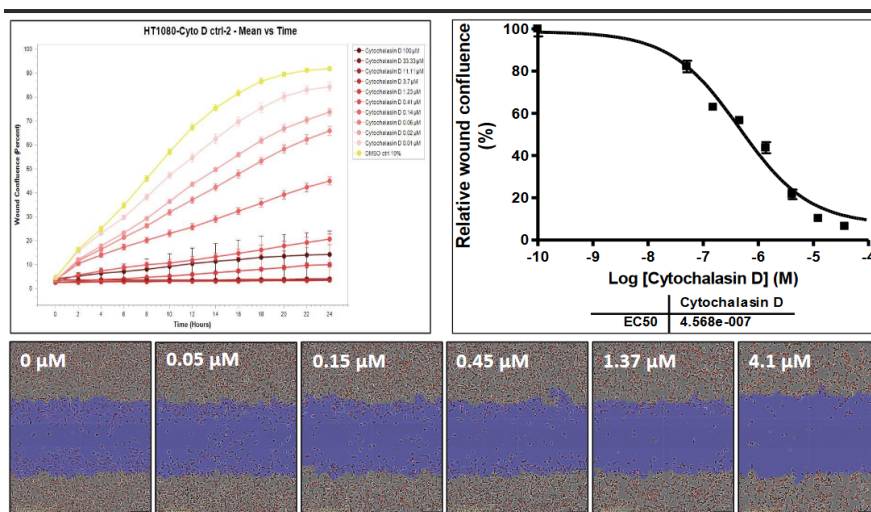 HT1080-Cyto D ctrl-2 - Mean vs Time
Wound Confluence (Percent)
100
90
80
70
60
50
40
30
20
10
0
0 2 4 6 8 10 12 14 16 18 20 22 24
Time (Hours)
Cytochalasin D 100 µM
Cytochalasin D 33.33 µM
Cytochalasin D 11.11 µM
Cytochalasin D 3.7 µM
Cytochalasin D 1.23 µM
Cytochalasin D 0.41 µM
Cytochalasin D 0.14 µM
Cytochalasin D 0.05 µM
Cytochalasin D 0.02 µM
Cytochalasin D 0.01 µM
DMSO ctrl 10%
Relative wound confluence
(%)
100
80
60
40
20
0
-10 -9 -8 -7 -6 -5 -4
Log [Cytochalasin D] (M)
Cytochalasin D
EC50 4.568e-007
0 µM
0.05 µM
0.15 µM
0.45 µM
1.37 µM
4.1 µM